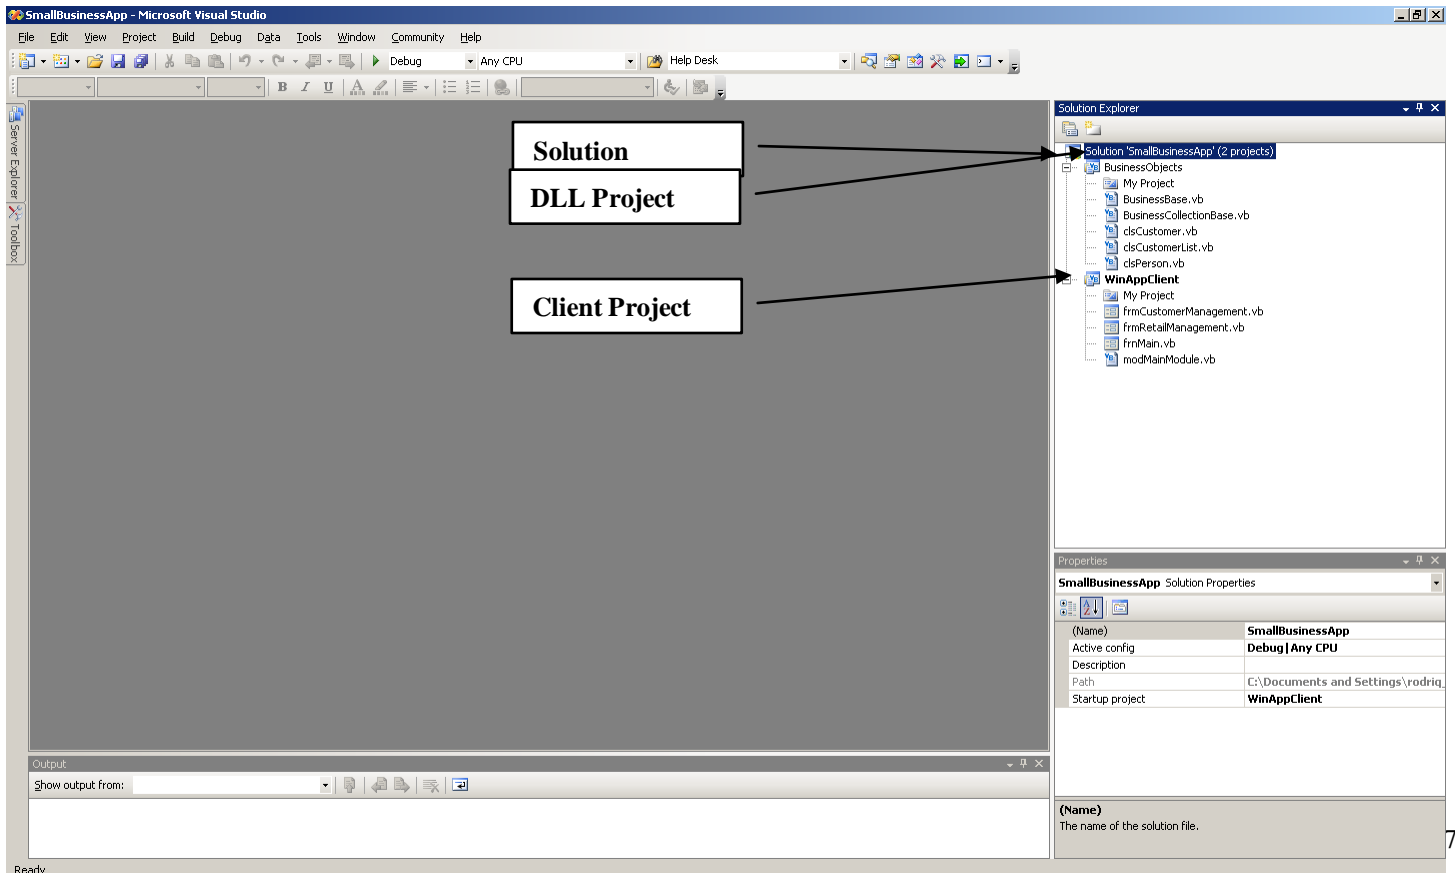 SmallBusinessApp - Microsoft Visual Studio
File Edit View Project Build Debug Data Tools Window Community Help
Debug Any CPU Help Desk
B I U A
Server Explorer
Toolbox
Solution
DLL Project
Client Project
Solution Explorer
Solution 'SmallBusinessApp' (2 projects)
BusinessObjects
My Project
BusinessBase.vb
BusinessCollectionBase.vb
clsCustomer.vb
clsCustomerList.vb
clsPerson.vb
WinAppClient
My Project
frmCustomerManagement.vb
frmRetailManagement.vb
frnMain.vb
modMainModule.vb
Properties
SmallBusinessApp Solution Properties
(Name) SmallBusinessApp
Active config Debug|Any CPU
Description
Path C:\Documents and Settings\rodriq_
Startup project WinAppClient
(Name)
The name of the solution file.
Output
Show output from:
Ready
7